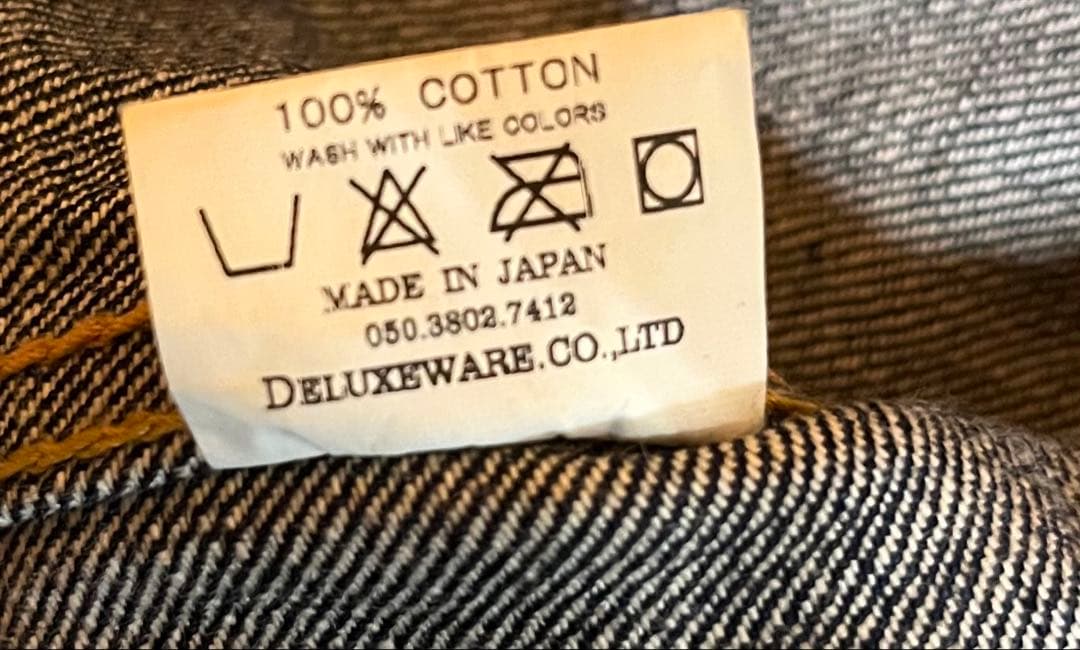 100% COTTON
WASH WITH LIKE COLORS
MADE IN JAPAN
050.3802.7412
DELUXEWARE.CO.,LTD